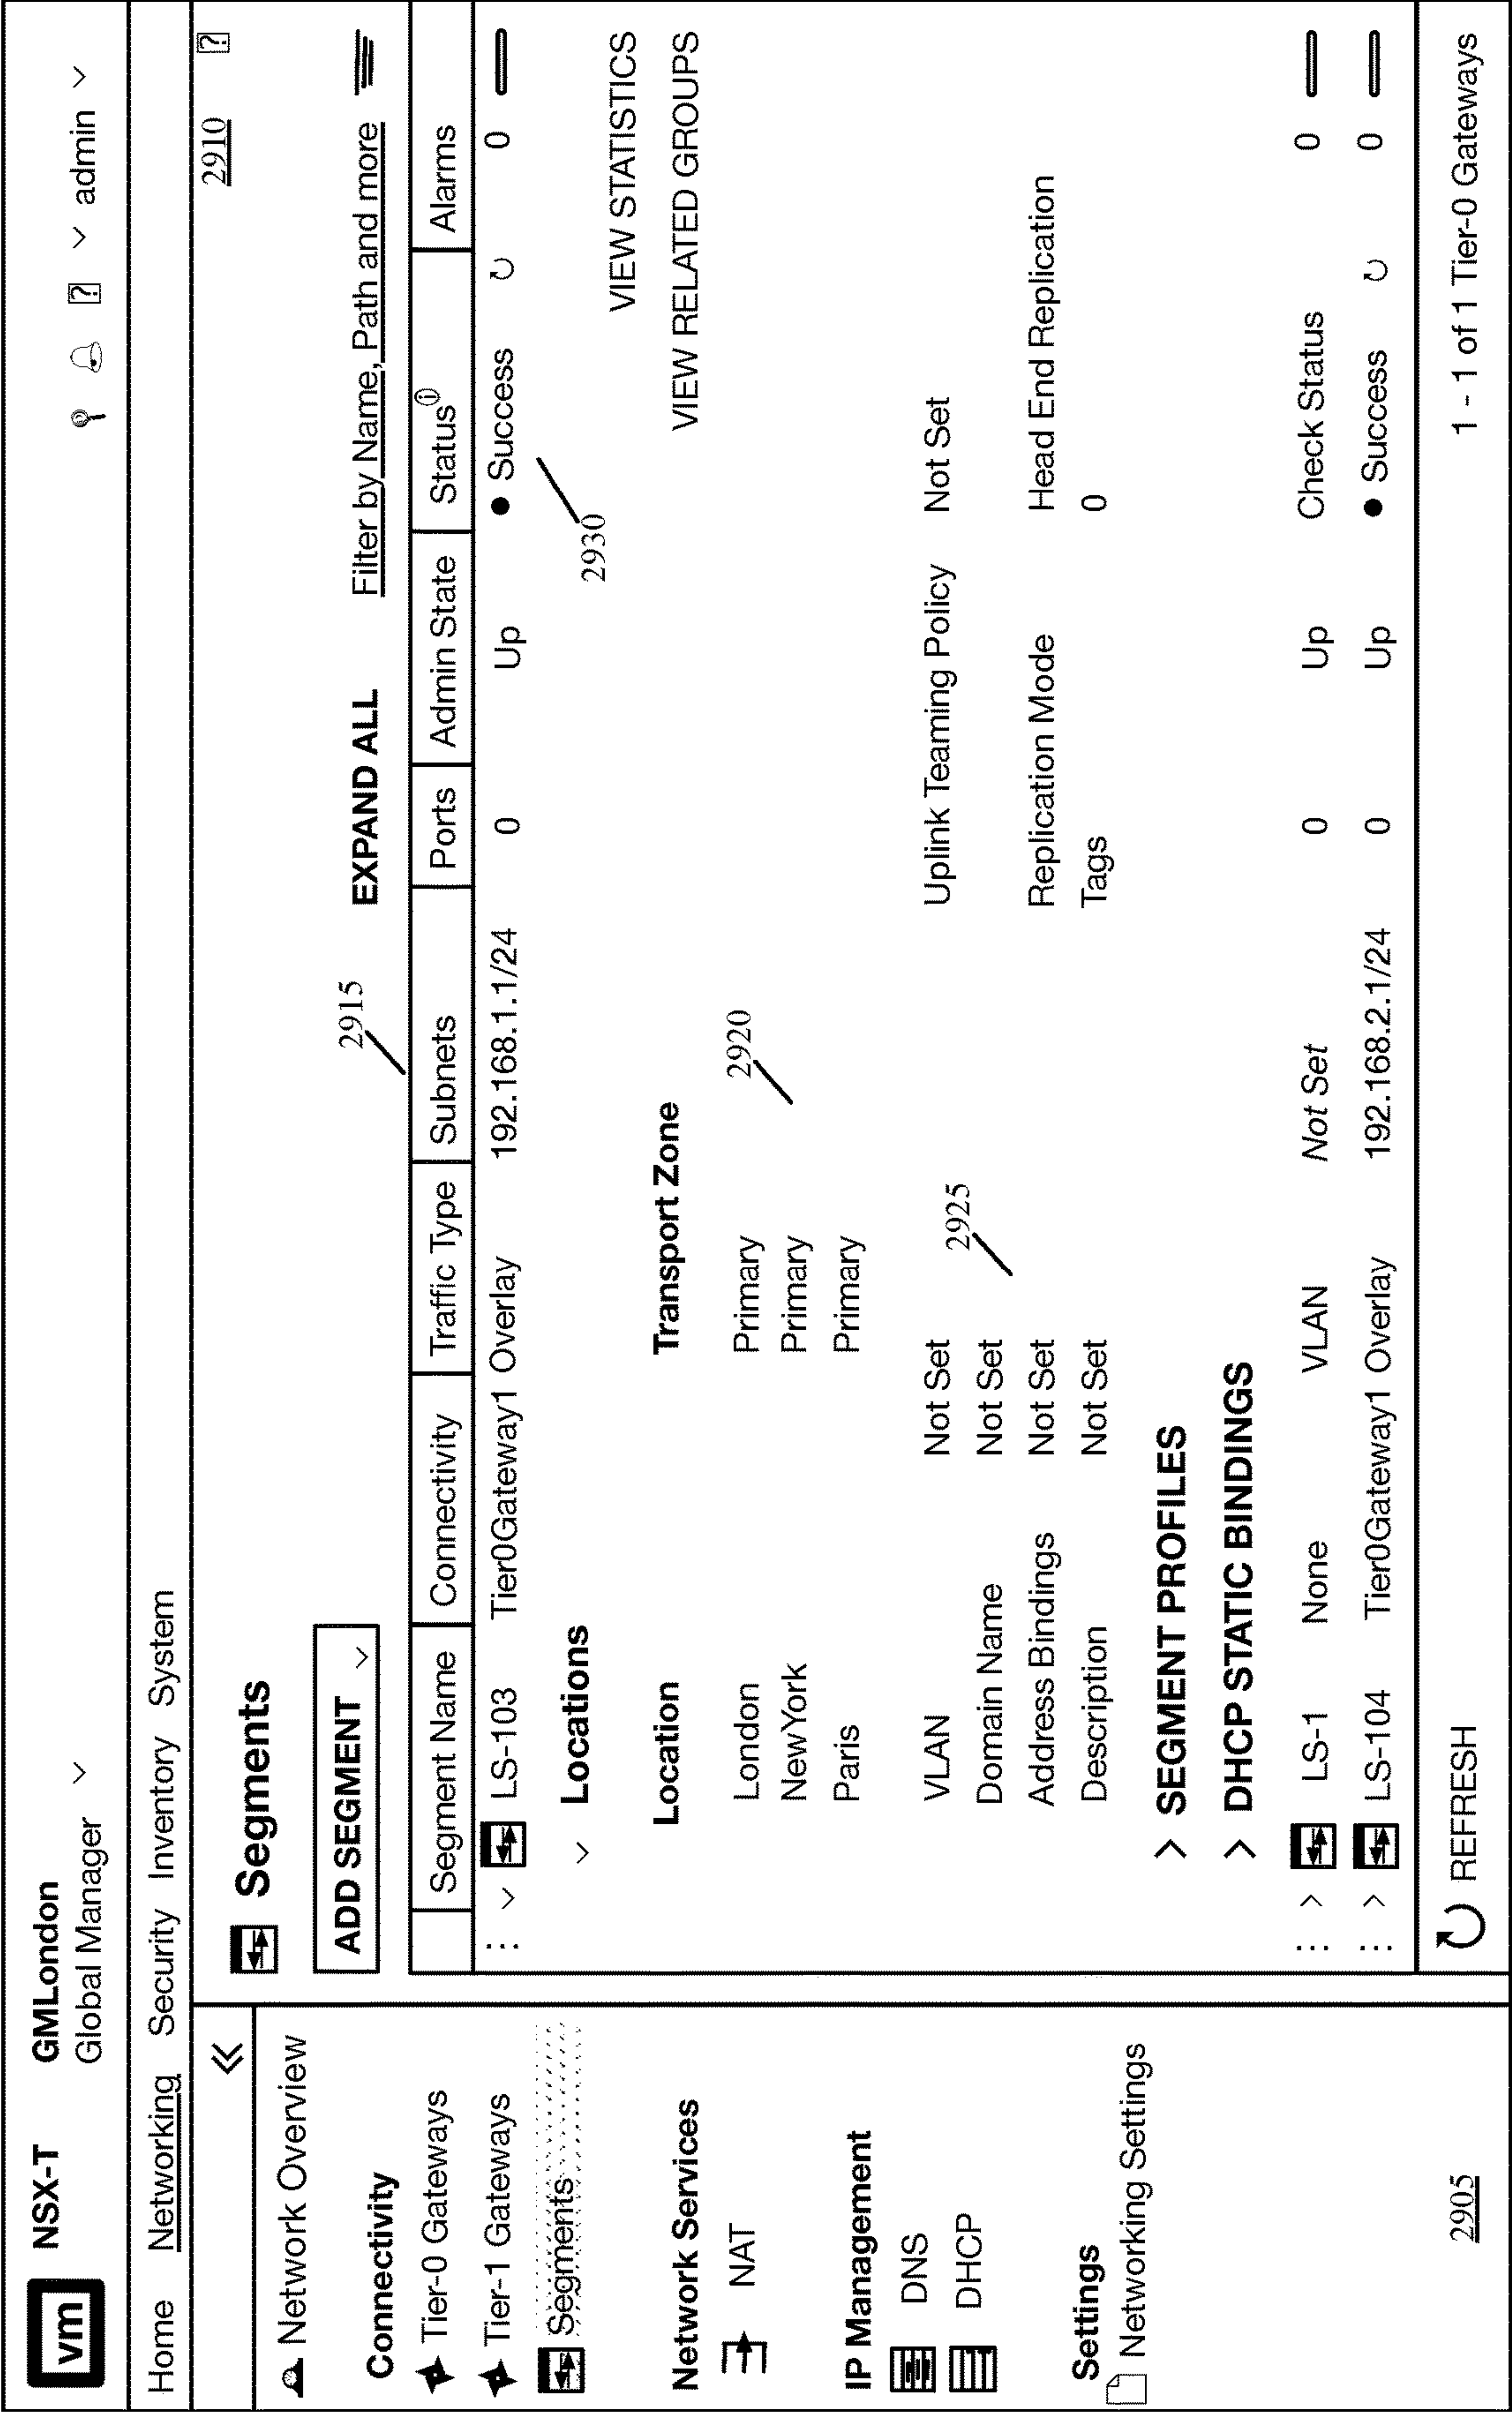 vm NSX-T GMLondon
Global Manager admin
Home Networking Security Inventory System
2910 ?
Network Overview
Connectivity
Tier-0 Gateways
Tier-1 Gateways
Segments
Network Services
NAT
IP Management
DNS
DHCP
Settings
Networking Settings
2905
Segments
ADD SEGMENT EXPAND ALL Filter by Name, Path and more
2915
Segment Name Connectivity Traffic Type Subnets Ports Admin State Status Alarms
LS-103 Tier0Gateway1 Overlay 192.168.1.1/24 0 Up Success 0
2930
Locations
VIEW STATISTICS
Location Transport Zone VIEW RELATED GROUPS
2920
London Primary
NewYork Primary
Paris Primary
VLAN Not Set Uplink Teaming Policy Not Set
2925
Domain Name Not Set
Address Bindings Not Set Replication Mode Head End Replication
Description Not Set Tags 0
> SEGMENT PROFILES
> DHCP STATIC BINDINGS
LS-1 None VLAN Not Set 0 Up Check Status 0
LS-104 Tier0Gateway1 Overlay 192.168.2.1/24 0 Up Success 0
REFRESH 1 - 1 of 1 Tier-0 Gateways